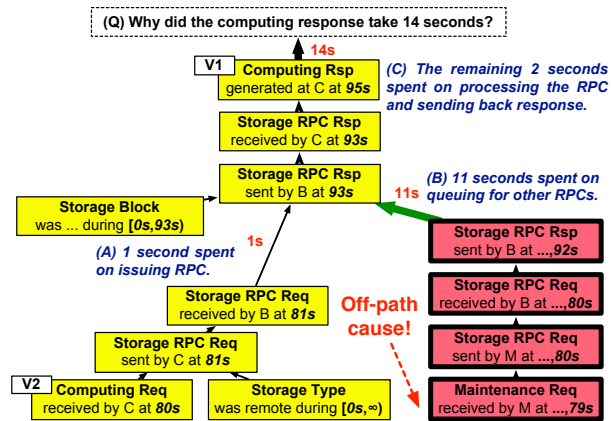 (Q) Why did the computing response take 14 seconds?
14s
V1
Computing Rsp
generated at C at 95s
(C) The remaining 2 seconds
spent on processing the RPC
and sending back response.
Storage RPC Rsp
received by C at 93s
Storage RPC Rsp
sent by B at 93s
(B) 11 seconds spent on
queuing for other RPCs.
11s
Storage Block
was ... during [0s,93s)
(A) 1 second spent
on issuing RPC.
1s
Storage RPC Rsp
sent by B at ...,92s
Storage RPC Req
received by B at 81s
Storage RPC Req
received by B ...,80s
Off-path
cause!
Storage RPC Req
sent by C at 81s
Storage RPC Req
sent by M at ...,80s
V2
Computing Req
received by C at 80s
Storage Type
was remote during [0s,∞)
Maintenance Req
received by M at ...,79s